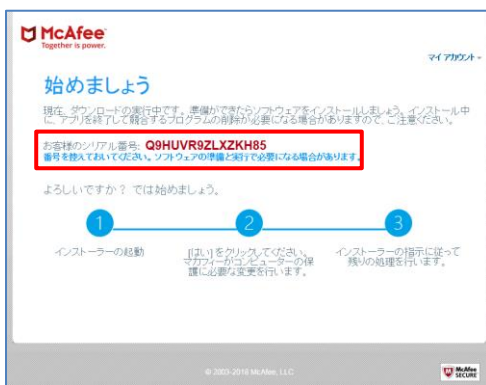 McAfee
Together is power.
マイ アカウント
始めましょう
現在、ダウンロードの実行中です。準備ができたらソフトウェアをインストールしましょう。インストール中
に、アプリを終了して競合するプログラムの削除が必要になる場合がありますので、ご注意ください。
お客様のシリアル番号: Q9HUVR9ZLXZKH85
番号を控えておいてください。ソフトウェアの準備と実行で必要になる場合があります。
よろしいですか? では始めましょう。
1 2 3
インストーラーの起動
[はい] をクリックしてください。
マカフィーがコンピューターの保
護に必要な変更を行います。
インストーラーの指示に従って
残りの処理を行います。
© 2003-2018 McAfee, LLC
McAfee
SECURE